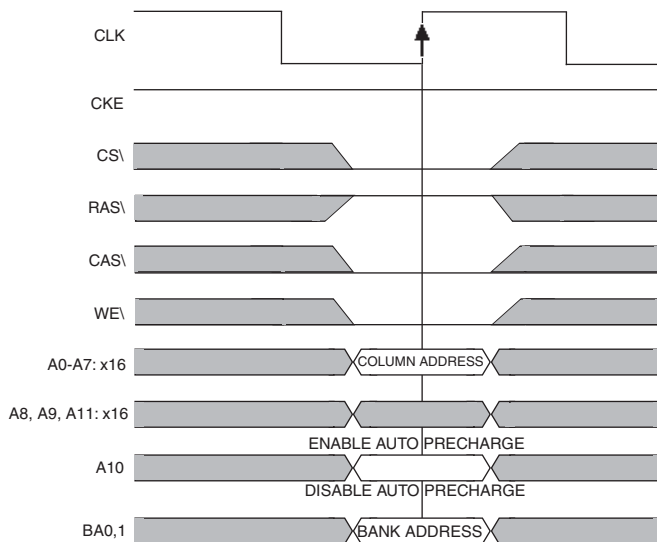 CLK
CKE
CS\
RAS\
CAS\
WE\
A0-A7: x16
COLUMN ADDRESS
A8, A9, A11: x16
ENABLE AUTO PRECHARGE
A10
DISABLE AUTO PRECHARGE
BA0,1
BANK ADDRESS